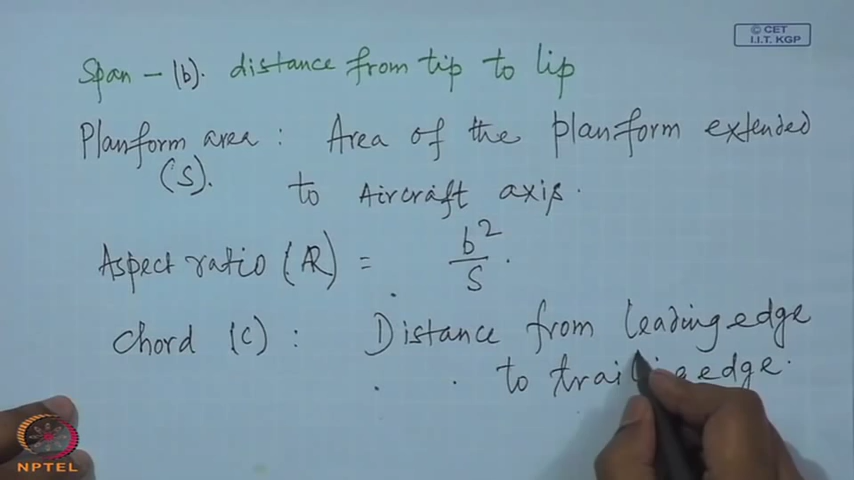 © CET
I.I.T. KGP
Span - (b). distance from tip to lip
Planform area : Area of the planform extended
(S). to Aircraft axis.
Aspect ratio (AR) = b²/S.
Chord (c) : Distance from leading edge
to trailing edge.
NPTEL